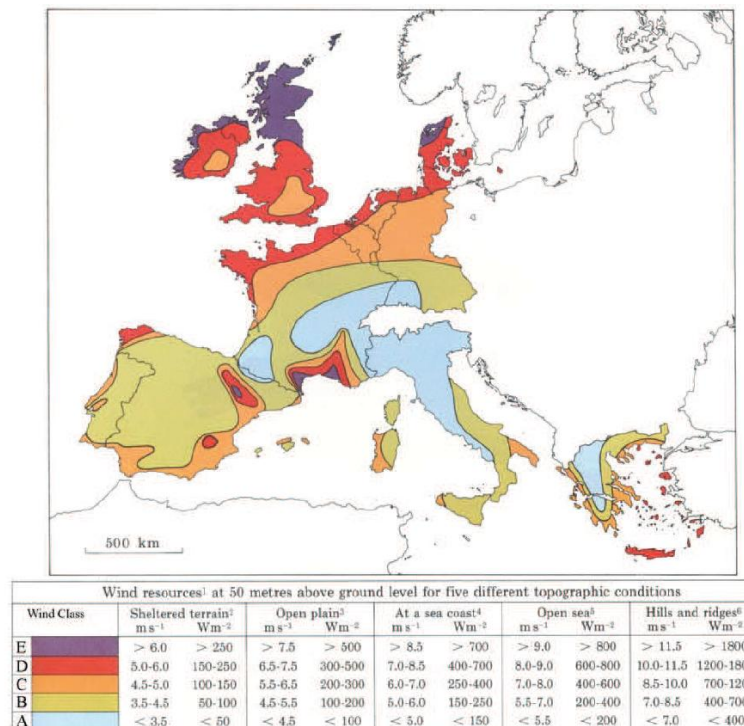 500 km
Wind resources¹ at 50 metres above ground level for five different topographic conditions
Wind Class Sheltered terrain² Open plain³ At a sea coast⁴ Open sea⁵ Hills and ridges⁶
m s⁻¹ Wm⁻² m s⁻¹ Wm⁻² m s⁻¹ Wm⁻² m s⁻¹ Wm⁻² m s⁻¹ Wm⁻²
E > 6.0 > 250 > 7.5 > 500 > 8.5 > 700 > 9.0 > 800 > 11.5 > 1800
D 5.0-6.0 150-250 6.5-7.5 300-500 7.0-8.5 400-700 8.0-9.0 600-800 10.0-11.5 1200-18
C 4.5-5.0 100-150 5.5-6.5 200-300 6.0-7.0 250-400 7.0-8.0 400-600 8.5-10.0 700-12
B 3.5-4.5 50-100 4.5-5.5 100-200 5.0-6.0 150-250 5.5-7.0 200-400 7.0-8.5 400-70
A < 3.5 < 50 < 4.5 < 100 < 5.0 < 150 < 5.5 < 200 < 7.0 < 40